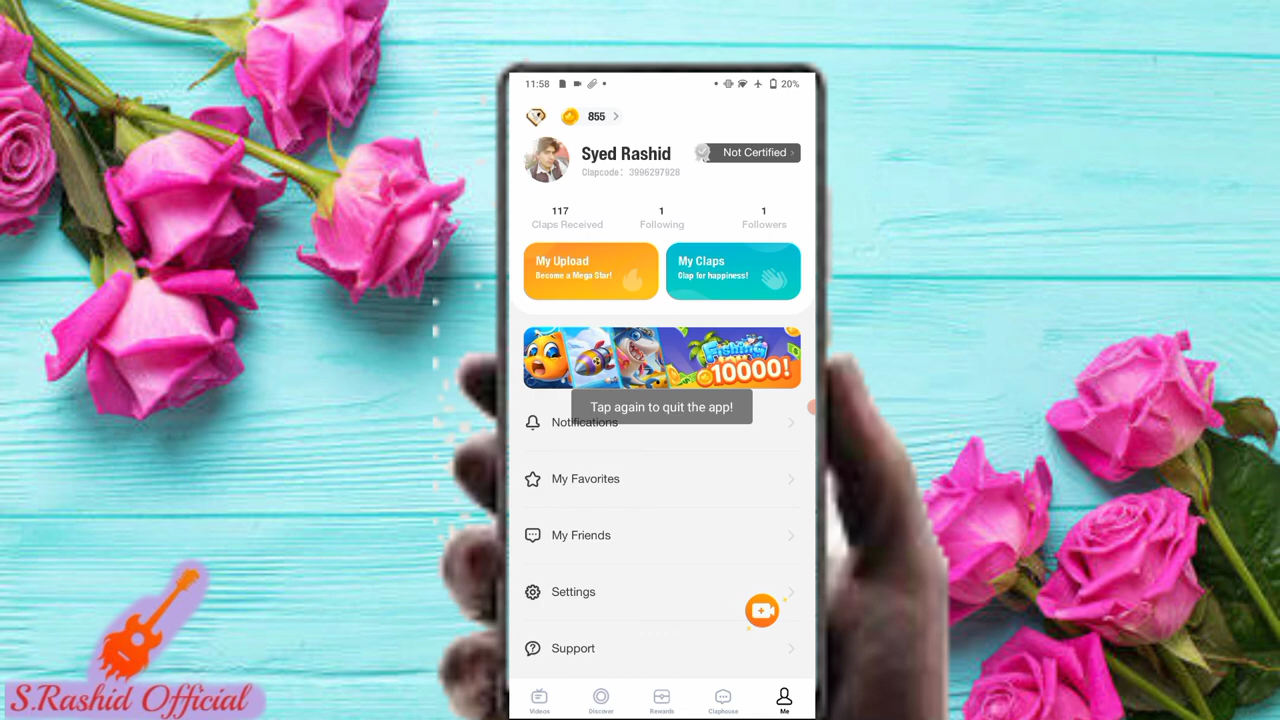 11:58
20%
855
Syed Rashid
Not Certified
Clapcode: 3996297928
117
1
1
Claps Received
Following
Followers
My Upload
Become a Mega Star!
My Claps
Clap for happiness!
Fishing
10000!
Tap again to quit the app!
Notifications
My Favorites
My Friends
Settings
Support
Videos
Discover
Rewards
Claphouse
Me
S.Rashid Official